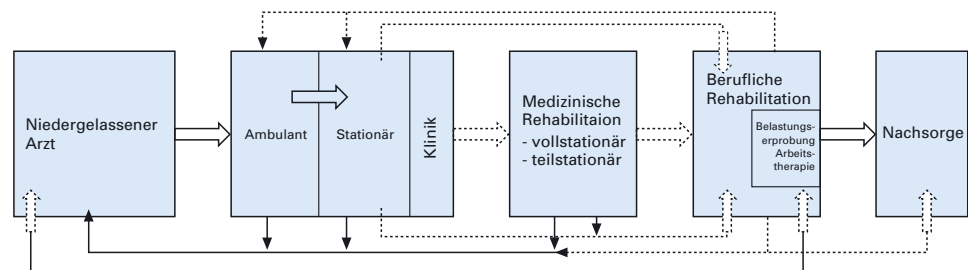 Niedergelassener
Arzt
Ambulant
Stationär
Klinik
Medizinische
Rehabilitaion
- vollstationär
- teilstationär
Berufliche
Rehabilitation
Belastungs-
erprobung
Arbeits-
therapie
Nachsorge